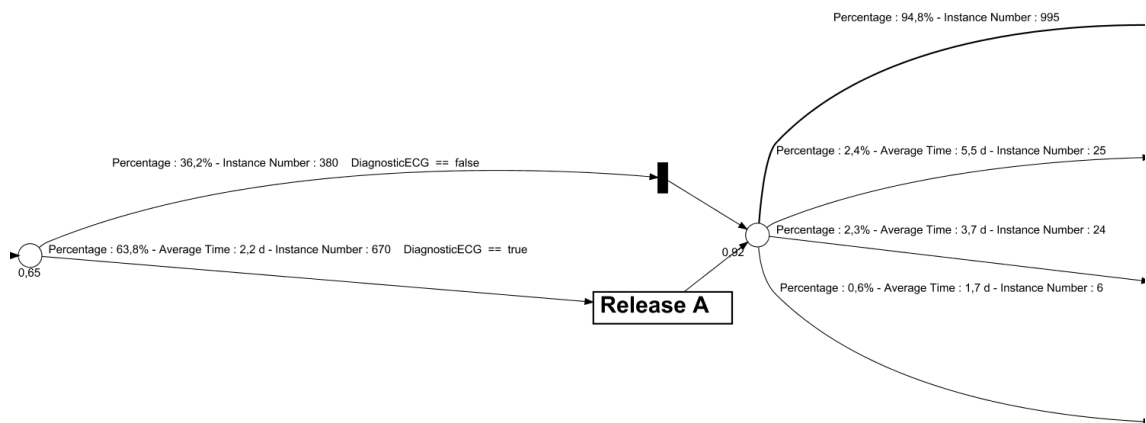 Percentage : 94,8% - Instance Number : 995
Percentage : 2,4% - Average Time : 5,5 d - Instance Number : 25
Percentage : 36,2% - Instance Number : 380    DiagnosticECG == false
Percentage : 2,3% - Average Time : 3,7 d - Instance Number : 24
Percentage : 63,8% - Average Time : 2,2 d - Instance Number : 670    DiagnosticECG == true
0,92
0,65
Percentage : 0,6% - Average Time : 1,7 d - Instance Number : 6
Release A